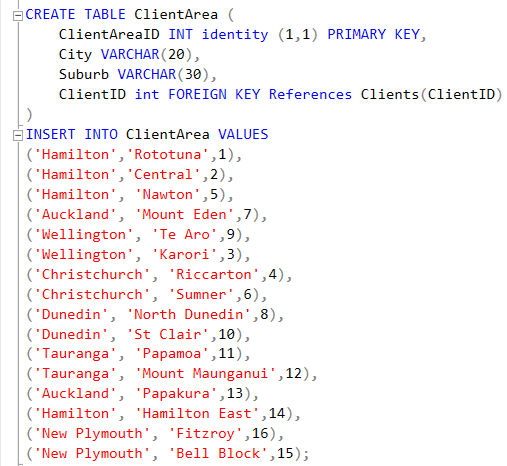 CREATE TABLE ClientArea (
    ClientAreaID INT identity (1,1) PRIMARY KEY,
    City VARCHAR(20),
    Suburb VARCHAR(30),
    ClientID int FOREIGN KEY References Clients(ClientID)
)
INSERT INTO ClientArea VALUES
('Hamilton','Rototuna',1),
('Hamilton','Central',2),
('Hamilton', 'Nawton',5),
('Auckland', 'Mount Eden',7),
('Wellington', 'Te Aro',9),
('Wellington', 'Karori',3),
('Christchurch', 'Riccarton',4),
('Christchurch', 'Sumner',6),
('Dunedin', 'North Dunedin',8),
('Dunedin', 'St Clair',10),
('Tauranga', 'Papamoa',11),
('Tauranga', 'Mount Maunganui',12),
('Auckland', 'Papakura',13),
('Hamilton', 'Hamilton East',14),
('New Plymouth', 'Fitzroy',16),
('New Plymouth', 'Bell Block',15);